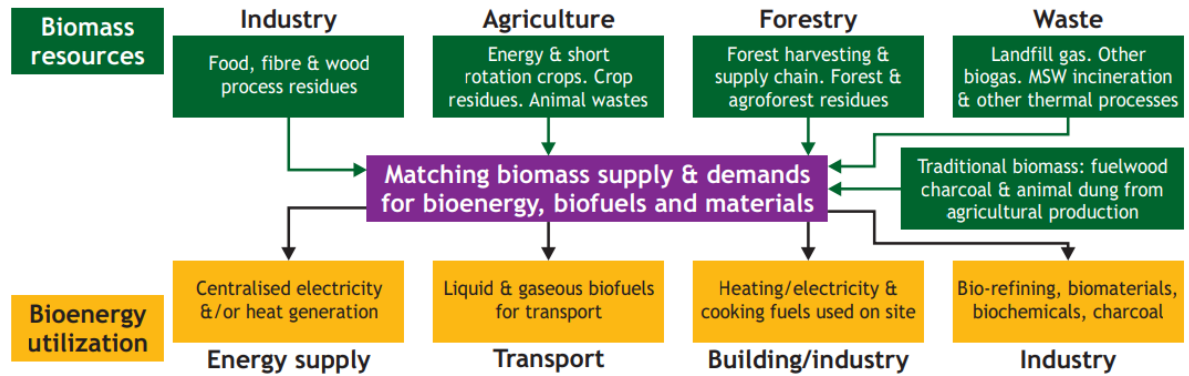 Biomass
resources
Industry
Food, fibre & wood
process residues
Agriculture
Energy & short
rotation crops. Crop
residues. Animal wastes
Forestry
Forest harvesting &
supply chain. Forest &
agroforest residues
Waste
Landfill gas. Other
biogas. MSW incineration
& other thermal processes
Matching biomass supply & demands
for bioenergy, biofuels and materials
Traditional biomass: fuelwood
charcoal & animal dung from
agricultural production
Bioenergy
utilization
Centralised electricity
&/or heat generation
Energy supply
Liquid & gaseous biofuels
for transport
Transport
Heating/electricity &
cooking fuels used on site
Building/industry
Bio-refining, biomaterials,
biochemicals, charcoal
Industry